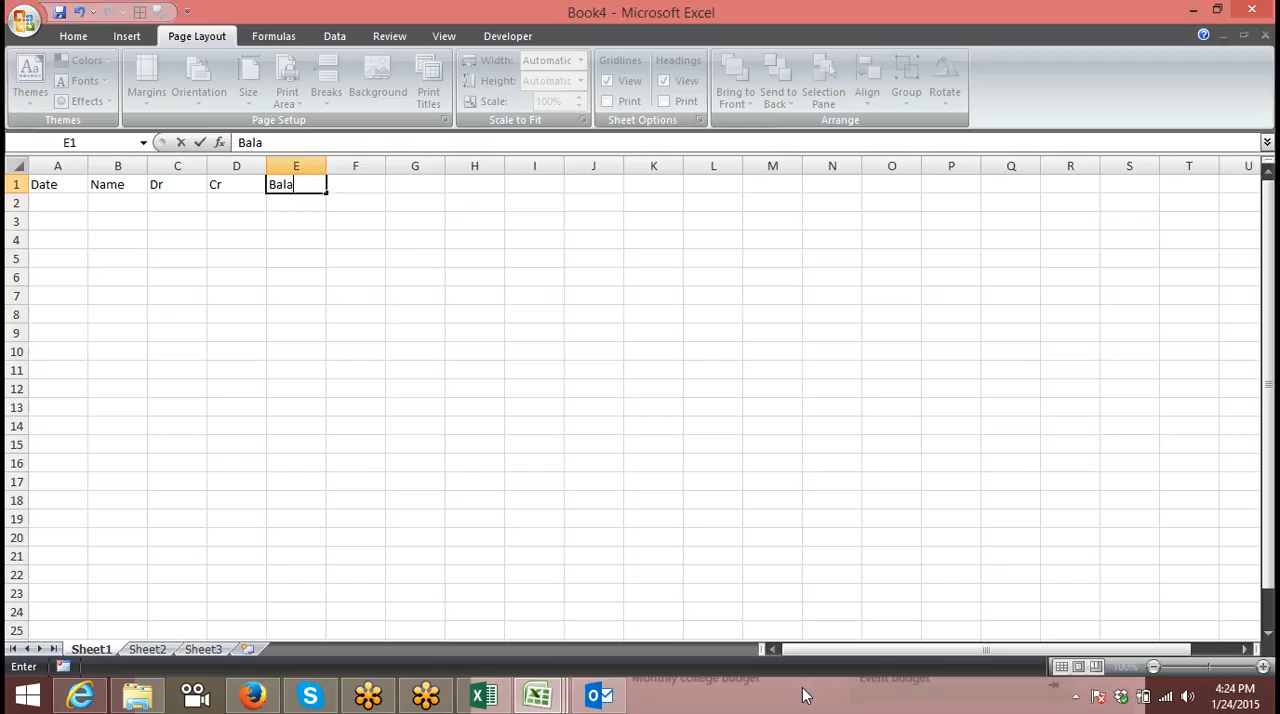 Book4 - Microsoft Excel
Home Insert Page Layout Formulas Data Review View Developer
Themes Colors Fonts Effects Themes
Margins Orientation Size Print Area Breaks Background Print Titles Page Setup
Width: Automatic
Height: Automatic
Scale: 100%
Scale to Fit
Gridlines Headings
View View
Print Print
Sheet Options
Bring to Front Send to Back Selection Pane Align Group Rotate
Arrange
E1 fx Bala
A B C D E F G H I J K L M N O P Q R S T U
1 Date Name Dr Cr Bala
2
3
4
5
6
7
8
9
10
11
12
13
14
15
16
17
18
19
20
21
22
23
24
25
Sheet1 Sheet2 Sheet3
Enter 100%
Monthly college budget Event budget
4:24 PM
1/24/2015